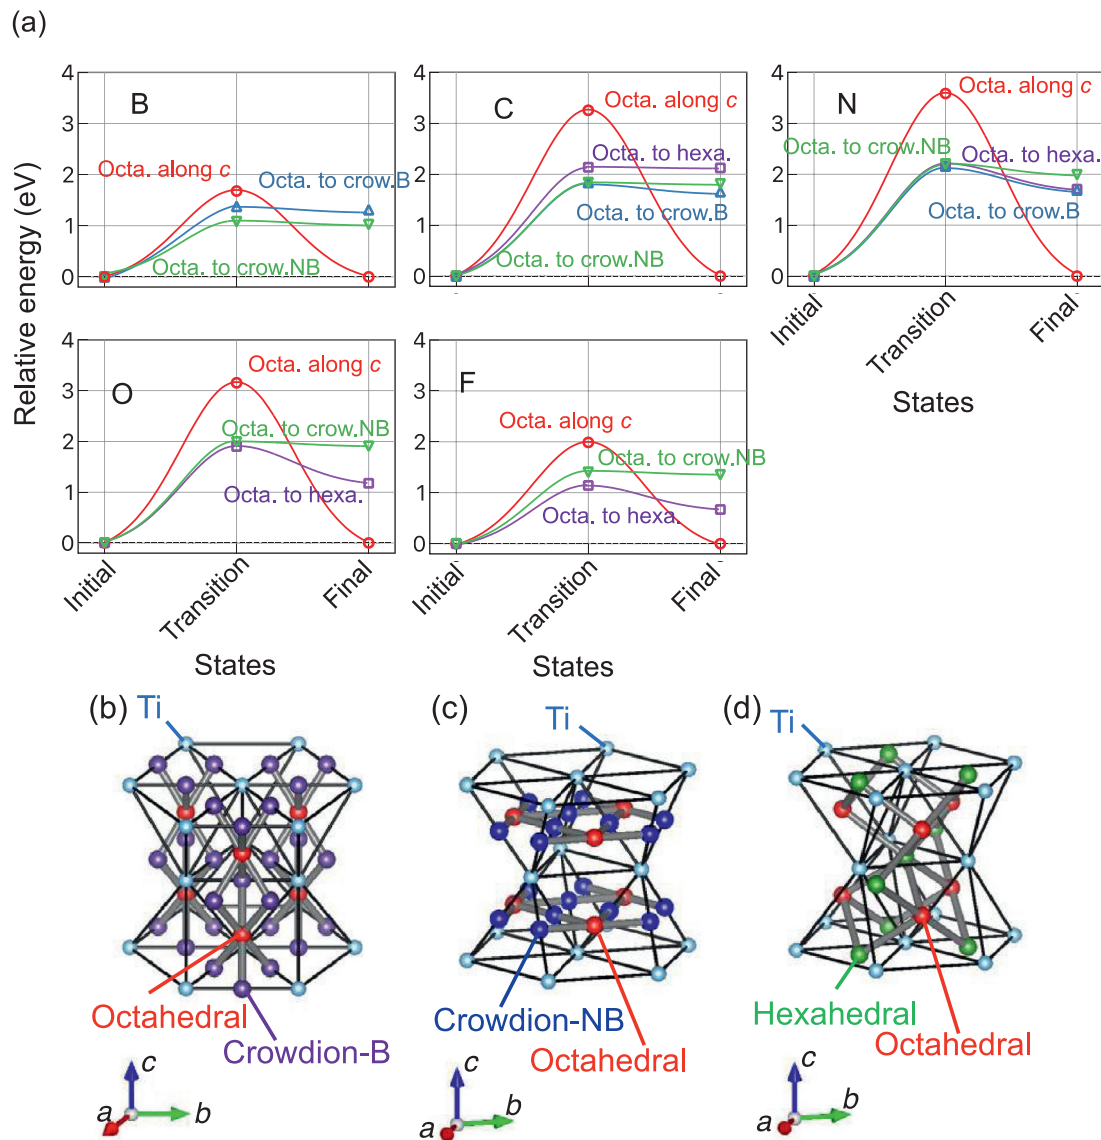 (a)
Relative energy (eV)
4
3
2
1
0
B
Octa. along c
Octa. to crow.B
Octa. to crow.NB
4
3
2
1
0
C
Octa. along c
Octa. to hexa.
Octa. to crow.B
Octa. to crow.NB
Initial
Transition
Final
4
3
2
1
0
N
Octa. along c
Octa. to crow.NB
Octa. to hexa.
Octa. to crow.B
Initial
Transition
Final
States
4
3
2
1
0
O
Octa. along c
Octa. to crow.NB
Octa. to hexa.
Initial
Transition
Final
States
4
3
2
1
0
F
Octa. along c
Octa. to crow.NB
Octa. to hexa.
Initial
Transition
Final
States
(b)
Ti
Octahedral
Crowdion-B
c
a
b
(c)
Ti
Crowdion-NB
Octahedral
c
a
b
(d)
Ti
Hexahedral
Octahedral
c
a
b